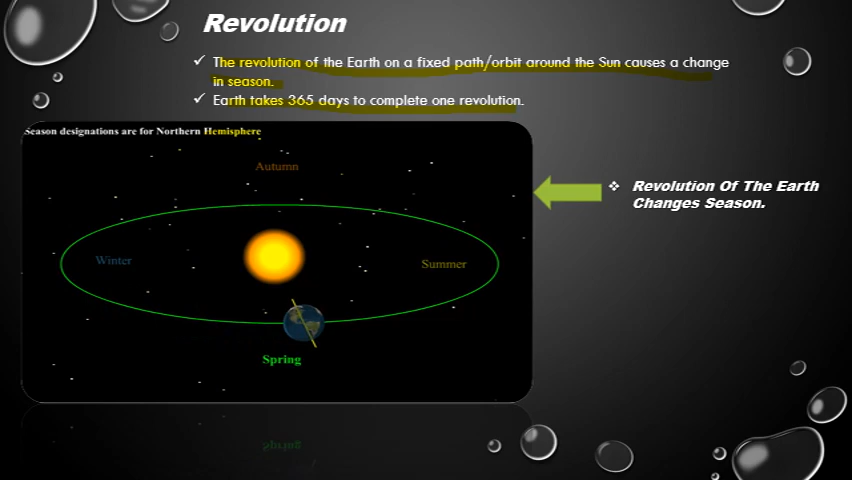 Revolution
✓ The revolution of the Earth on a fixed path/orbit around the Sun causes a change
in season.
✓ Earth takes 365 days to complete one revolution.
Season designations are for Northern Hemisphere
Autumn
❖ Revolution Of The Earth
Changes Season.
Winter
Summer
Spring